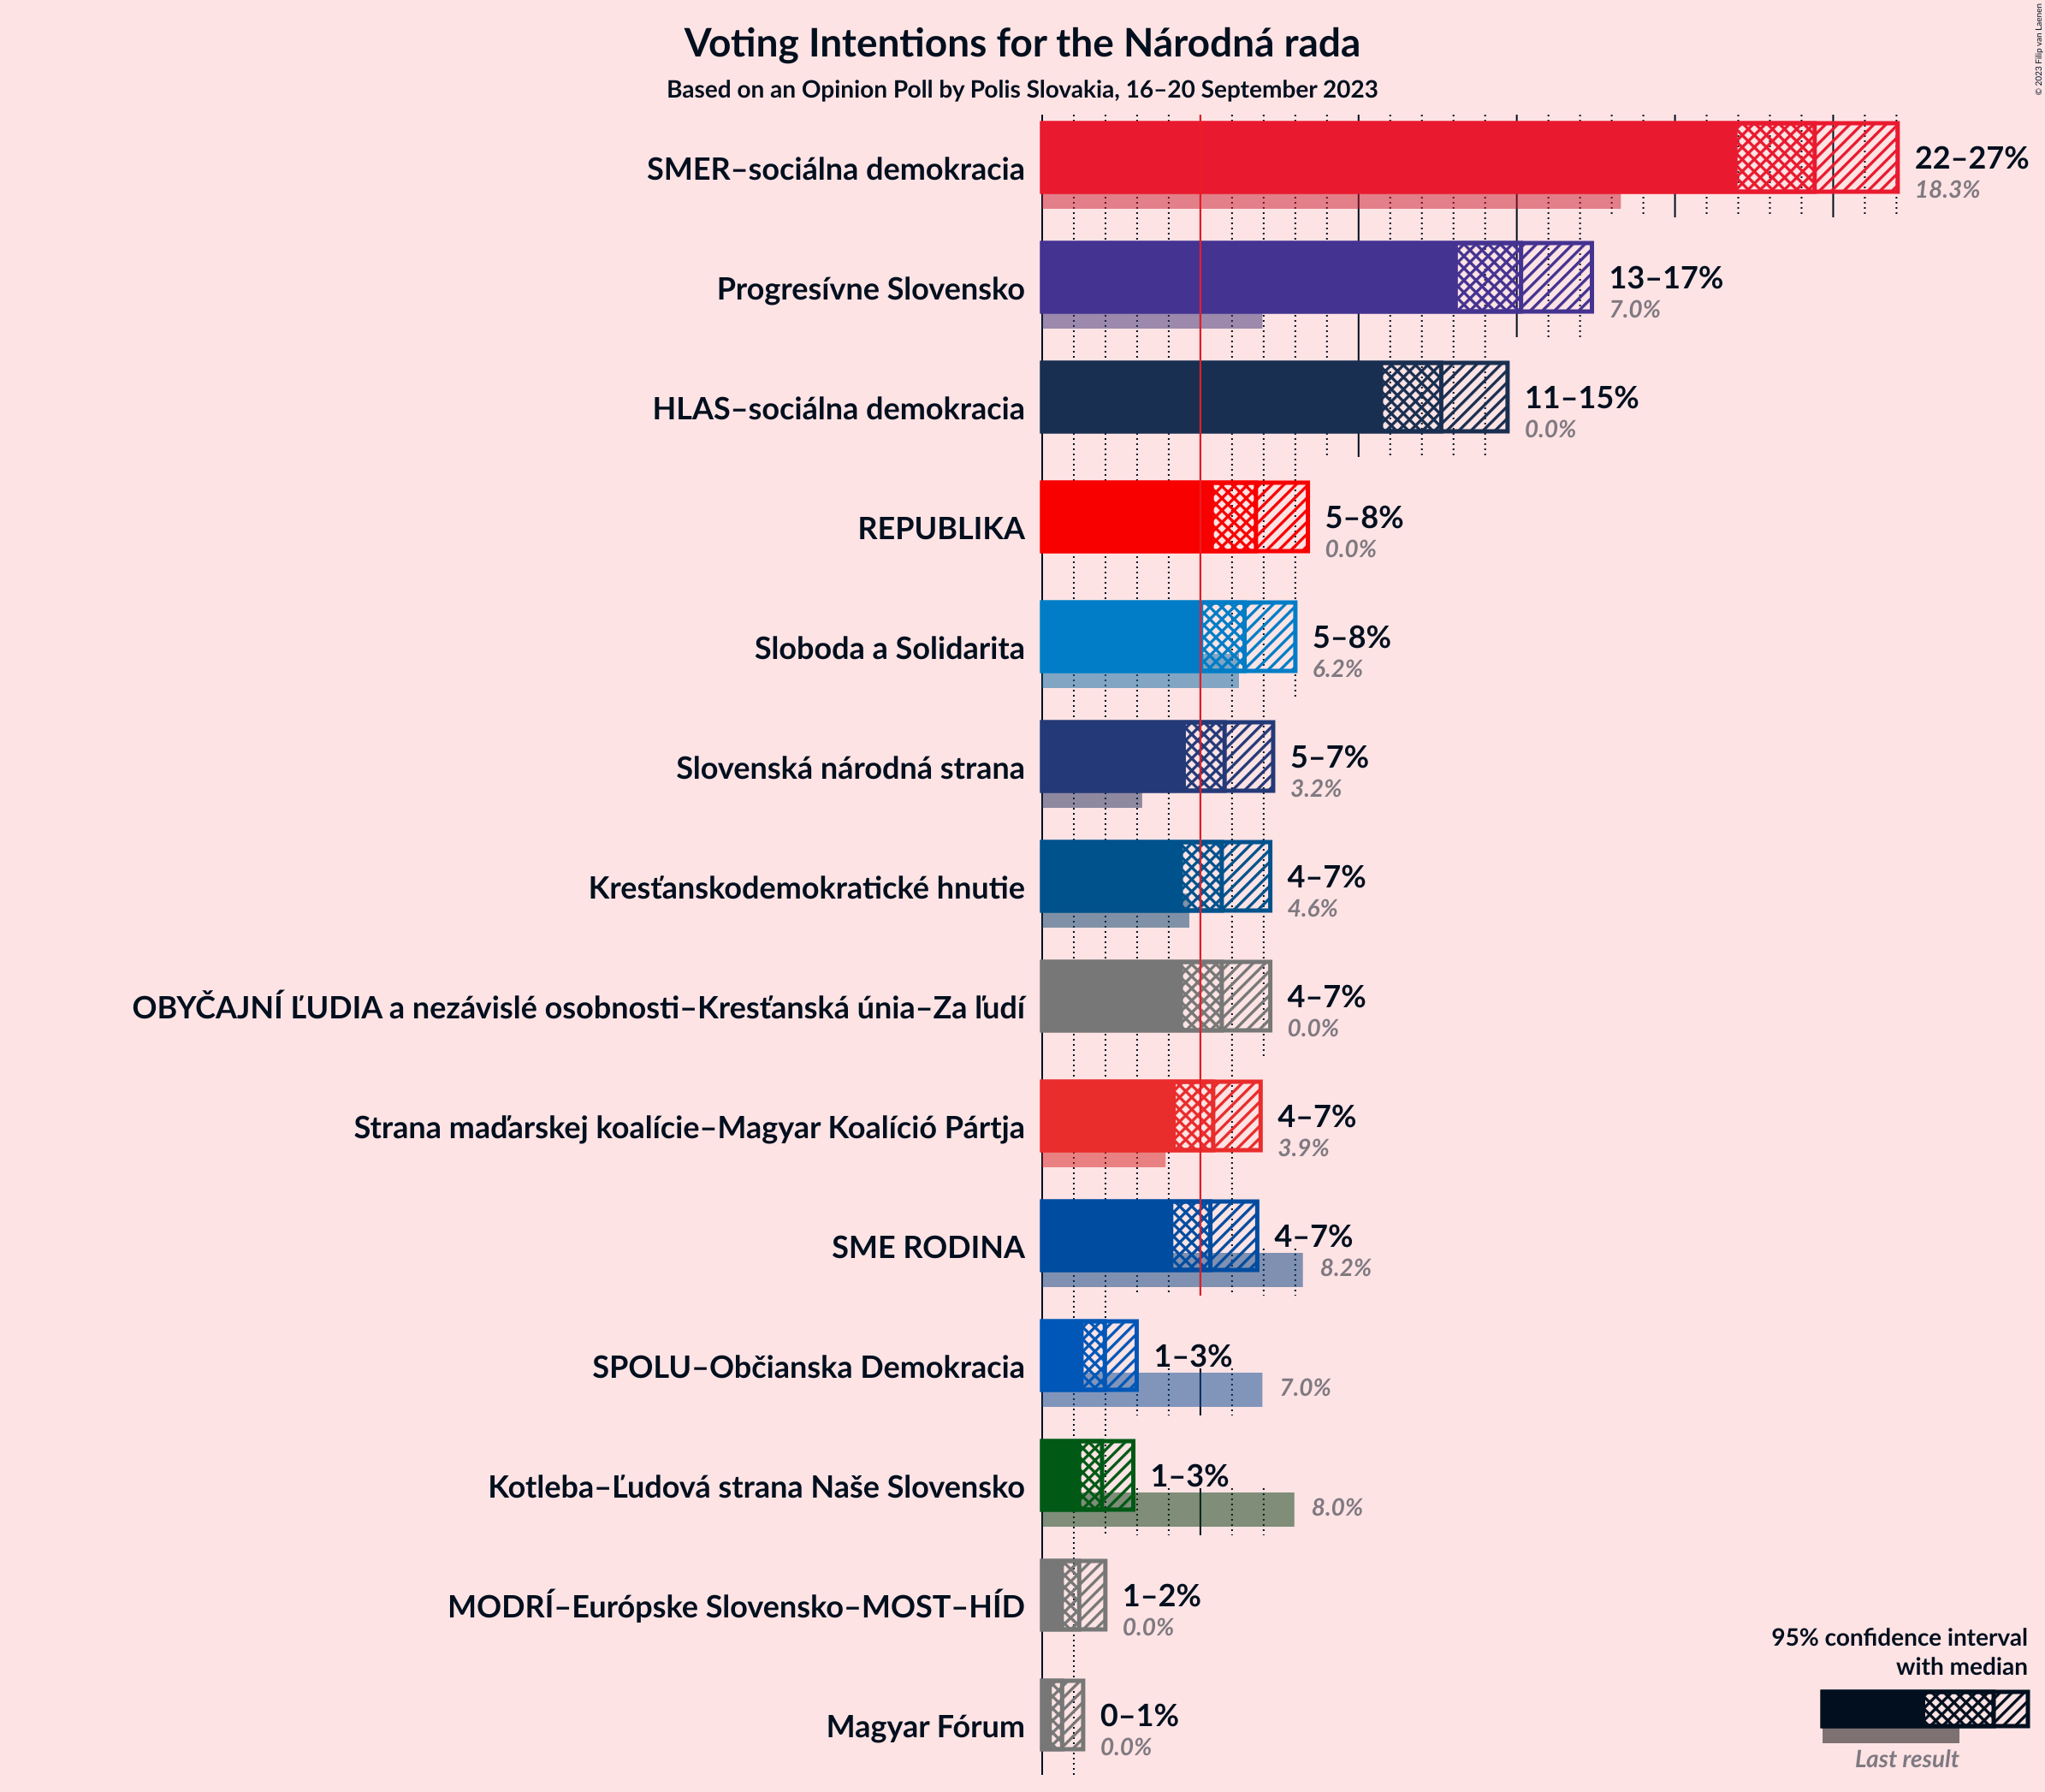 Voting Intentions for the Národná rada
Based on an Opinion Poll by Polis Slovakia, 16–20 September 2023
© 2023 Filip van Laenen
SMER–sociálna demokracia
22–27%
18.3%
Progresívne Slovensko
13–17%
7.0%
HLAS–sociálna demokracia
11–15%
0.0%
REPUBLIKA
5–8%
0.0%
Sloboda a Solidarita
5–8%
6.2%
Slovenská národná strana
5–7%
3.2%
Kresťanskodemokratické hnutie
4–7%
4.6%
OBYČAJNÍ ĽUDIA a nezávislé osobnosti–Kresťanská únia–Za ľudí
4–7%
0.0%
Strana maďarskej koalície–Magyar Koalíció Pártja
4–7%
3.9%
SME RODINA
4–7%
8.2%
SPOLU–Občianska Demokracia
1–3%
7.0%
Kotleba–Ľudová strana Naše Slovensko
1–3%
8.0%
MODRÍ–Európske Slovensko–MOST–HÍD
1–2%
0.0%
Magyar Fórum
0–1%
0.0%
95% confidence interval
with median
Last result